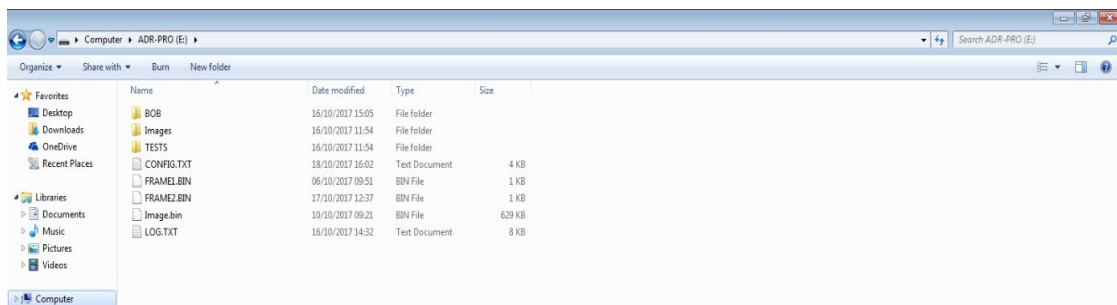 Computer ADR-PRO (E:) Search ADR-PRO (E:)
Organize Share with Burn New folder
Favorites
Desktop
Downloads
OneDrive
Recent Places
Libraries
Documents
Music
Pictures
Videos
Computer
Name Date modified Type Size
BOB 16/10/2017 15:05 File folder
Images 16/10/2017 11:54 File folder
TESTS 16/10/2017 11:54 File folder
CONFIG.TXT 18/10/2017 16:02 Text Document 4 KB
FRAME1.BIN 06/10/2017 09:51 BIN File 1 KB
FRAME2.BIN 17/10/2017 12:37 BIN File 1 KB
Image.bin 10/10/2017 09:21 BIN File 629 KB
LOG.TXT 16/10/2017 14:32 Text Document 8 KB